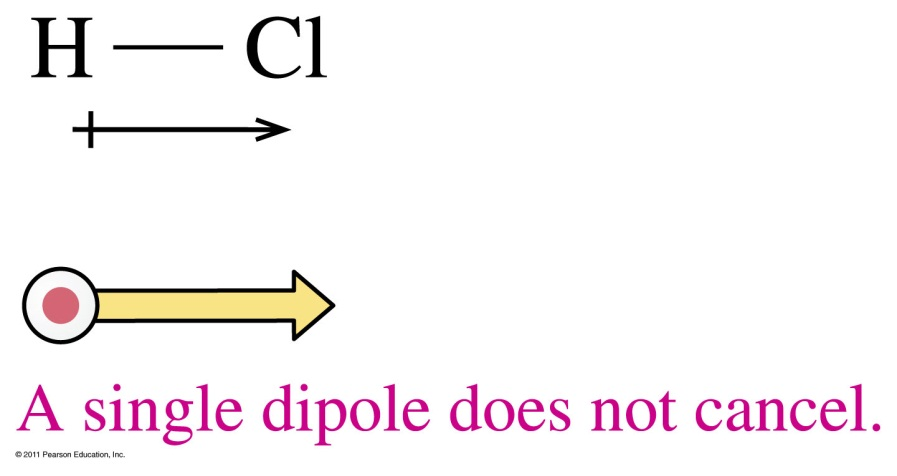 H — Cl
A single dipole does not cancel.
© 2011 Pearson Education, Inc.